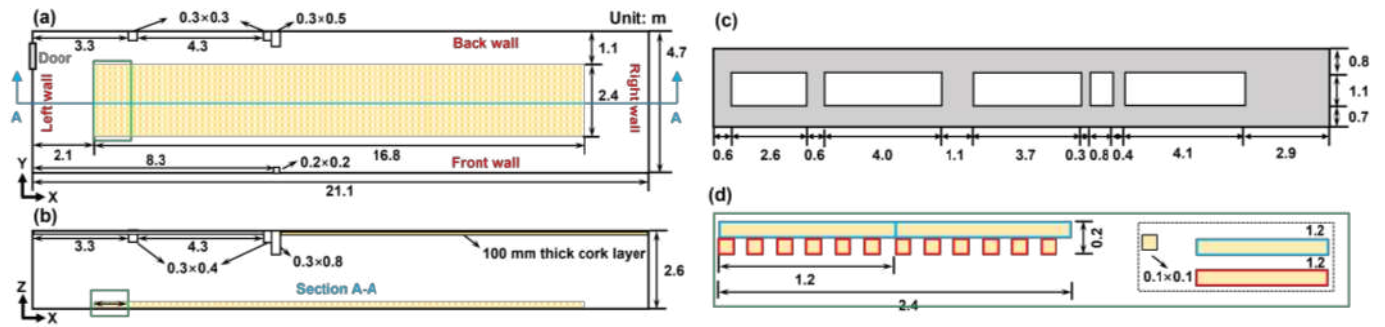 (a)
0.3×0.3
0.3×0.5
Unit: m
3.3
4.3
Back wall
1.1
4.7
Door
Left wall
Right wall
A
A
2.4
2.1
16.8
8.3
0.2×0.2
Front wall
Y
X
21.1
(b)
3.3
4.3
100 mm thick cork layer
0.3×0.4
0.3×0.8
2.6
Section A-A
Z
X
(c)
0.8
1.1
0.7
0.6
2.6
0.6
4.0
1.1
3.7
0.3
0.8
0.4
4.1
2.9
(d)
0.2
1.2
2.4
1.2
1.2
0.1×0.1